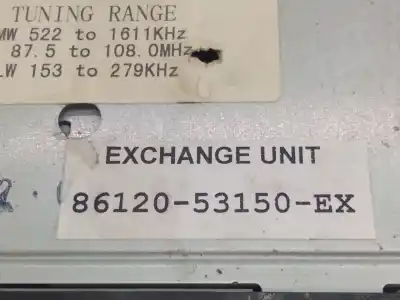 TUNING RANGE
MW 522 to 1611KHz
87.5 to 108.0MHz
LW 153 to 279KHz
EXCHANGE UNIT
86120-53150-EX